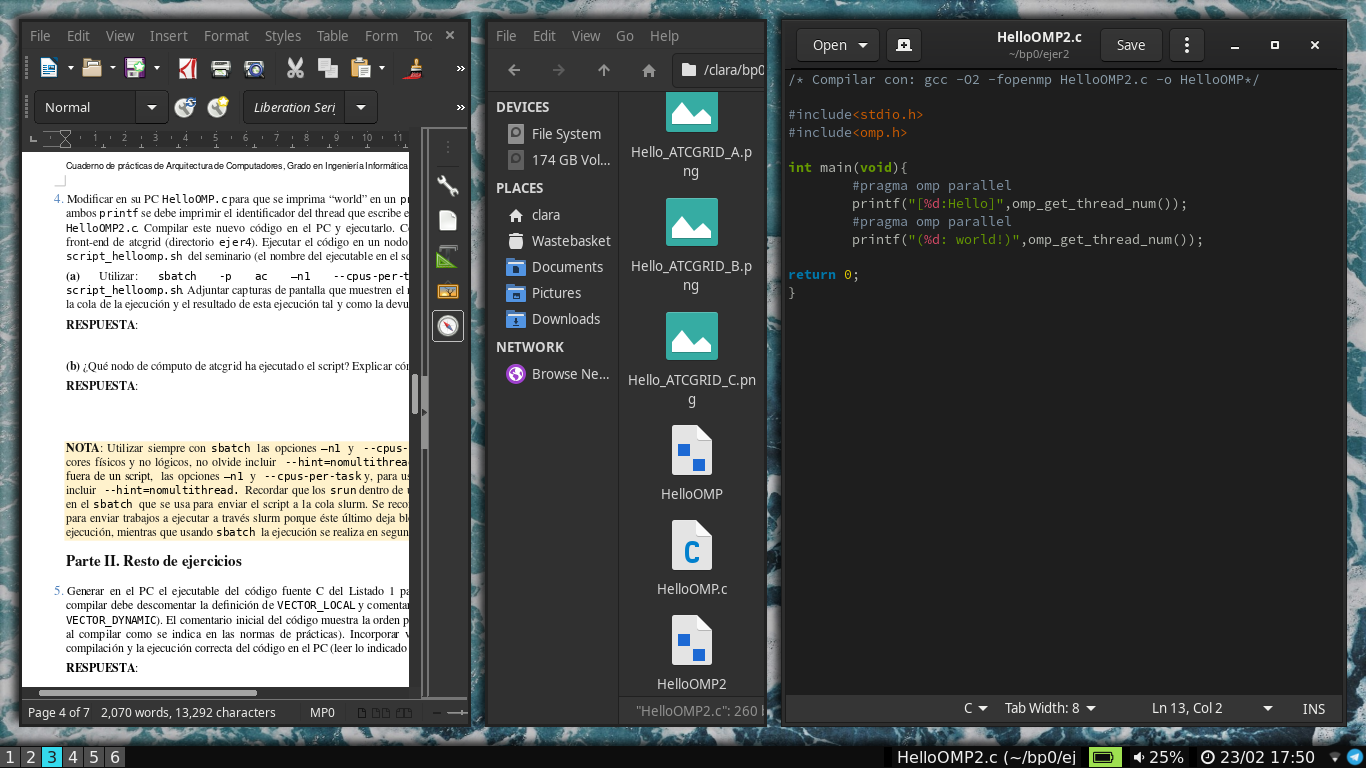 File Edit View Insert Format Styles Table Form Toc
Normal
Liberation Seri
1 2 3 4 5 6 7 8 9 10 11
Cuaderno de prácticas de Arquitectura de Computadores, Grado en Ingeniería Informática
4. Modificar en su PC HelloOMP.c para que se imprima “world” en un pr
ambos printf se debe imprimir el identificador del thread que escribe e
HelloOMP2.c. Compilar este nuevo código en el PC y ejecutarlo. Co
front-end de atcgrid (directorio ejer4). Ejecutar el código en un nodo
script_helloomp.sh del seminario (el nombre del ejecutable en el sc
(a) Utilizar: sbatch -p ac –n1 --cpus-per-t
script_helloomp.sh. Adjuntar capturas de pantalla que muestren el
la cola de la ejecución y el resultado de esta ejecución tal y como la devu
RESPUESTA:
(b) ¿Qué nodo de cómputo de atcgrid ha ejecutado el script? Explicar cór
RESPUESTA:
NOTA: Utilizar siempre con sbatch las opciones –n1 y --cpus-
cores físicos y no lógicos, no olvide incluir --hint=nomultithrea
fuera de un script, las opciones –n1 y --cpus-per-task y, para us
incluir --hint=nomultithread. Recordar que los srun dentro de
en el sbatch que se usa para enviar el script a la cola slurm. Se reco
para enviar trabajos a ejecutar a través slurm porque éste último deja blo
ejecución, mientras que usando sbatch la ejecución se realiza en segun
Parte II. Resto de ejercicios
5. Generar en el PC el ejecutable del código fuente C del Listado 1 pa
compilar debe descomentar la definición de VECTOR_LOCAL y comentar
VECTOR_DYNAMIC). El comentario inicial del código muestra la orden p
al compilar como se indica en las normas de prácticas). Incorporar v
compilación y la ejecución correcta del código en el PC (leer lo indicado
RESPUESTA:
Page 4 of 7 2,070 words, 13,292 characters MP0
File Edit View Go Help
/clara/bp0
DEVICES
File System
174 GB Vol...
PLACES
clara
Wastebasket
Documents
Pictures
Downloads
NETWORK
Browse Ne...
Hello_ATCGRID_A.p
ng
Hello_ATCGRID_B.p
ng
Hello_ATCGRID_C.pn
g
HelloOMP
C
HelloOMP.c
HelloOMP2
"HelloOMP2.c": 260
Open
HelloOMP2.c
~/bp0/ejer2
Save
/* Compilar con: gcc -O2 -fopenmp HelloOMP2.c -o HelloOMP*/
#include<stdio.h>
#include<omp.h>
int main(void){
#pragma omp parallel
printf("[%d:Hello]",omp_get_thread_num());
#pragma omp parallel
printf("(%d: world!)",omp_get_thread_num());
return 0;
}
C Tab Width: 8 Ln 13, Col 2 INS
1 2 3 4 5 6
HelloOMP2.c (~/bp0/ej 25% 23/02 17:50